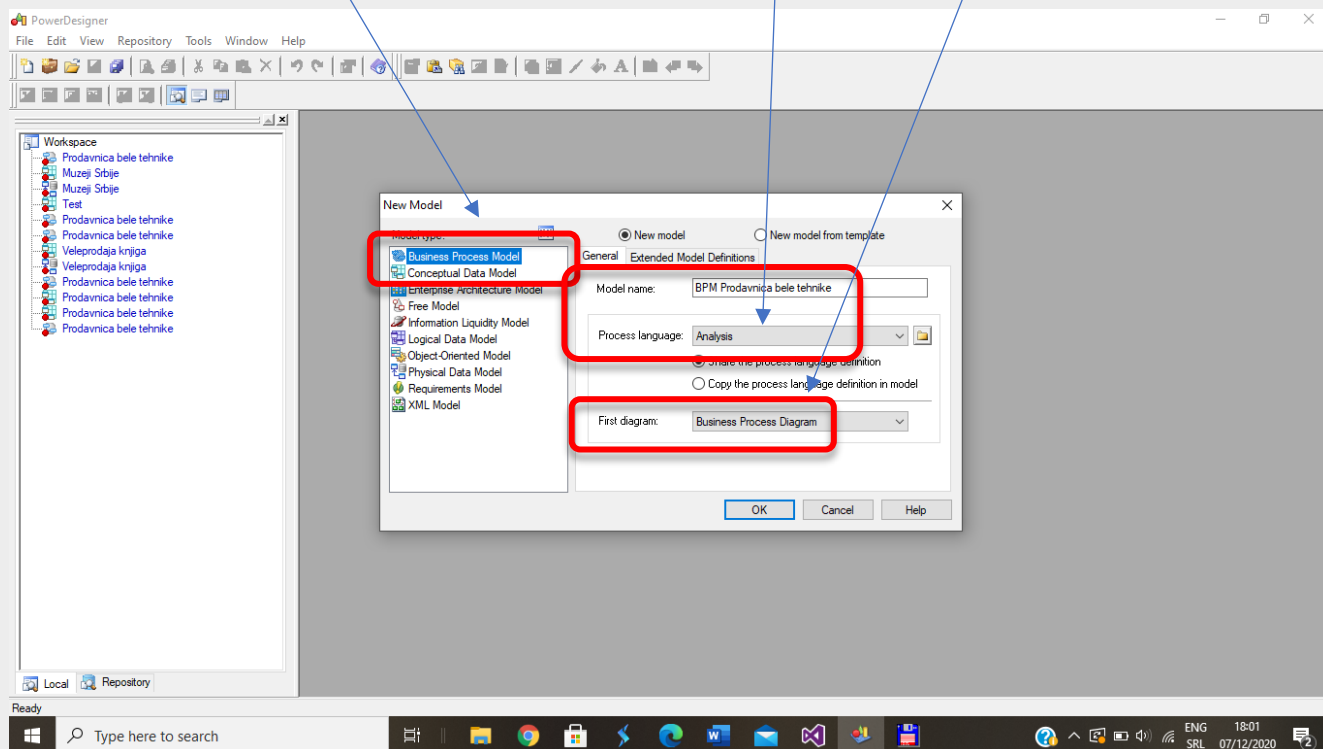 PowerDesigner
File Edit View Repository Tools Window Help
Workspace
Prodavnica bele tehnike
Muzeji Srbije
Muzeji Srbije
Test
Prodavnica bele tehnike
Prodavnica bele tehnike
Veleprodaja knjiga
Veleprodaja knjiga
Prodavnica bele tehnike
Prodavnica bele tehnike
Prodavnica bele tehnike
Prodavnica bele tehnike
Local Repository
New Model
Model type:
Business Process Model
Conceptual Data Model
Enterprise Architecture Model
Free Model
Information Liquidity Model
Logical Data Model
Object-Oriented Model
Physical Data Model
Requirements Model
XML Model
New model New model from template
General Extended Model Definitions
Model name: BPM Prodavnica bele tehnike
Process language: Analysis
Share the process language definition
Copy the process language definition in model
First diagram: Business Process Diagram
OK Cancel Help
Ready
Type here to search
ENG 18:01
SRL 07/12/2020
2